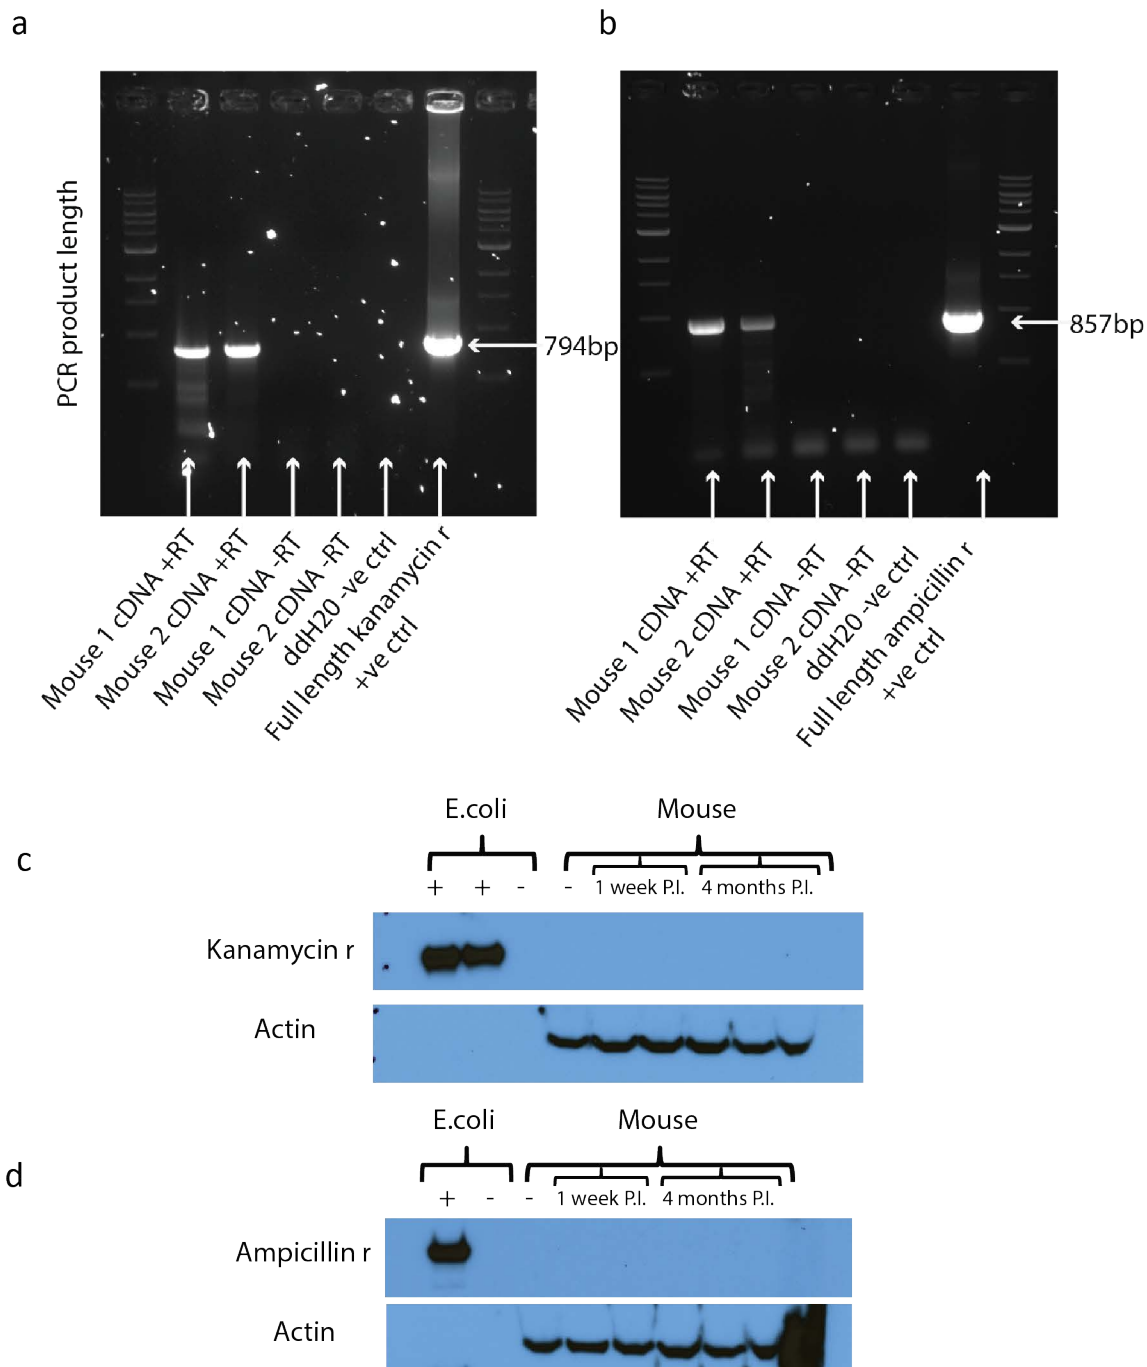 a
b
PCR product length
794bp
857bp
Mouse 1 cDNA +RT
Mouse 2 cDNA +RT
Mouse 1 cDNA -RT
Mouse 2 cDNA -RT
ddH20 -ve ctrl
Full length kanamycin r
+ve ctrl
Mouse 1 cDNA +RT
Mouse 2 cDNA +RT
Mouse 1 cDNA -RT
Mouse 2 cDNA -RT
ddH20 -ve ctrl
Full length ampicillin r
+ve ctrl
c
E.coli Mouse
+ + - - 1 week P.I. 4 months P.I.
Kanamycin r
Actin
d
E.coli Mouse
+ - - 1 week P.I. 4 months P.I.
Ampicillin r
Actin